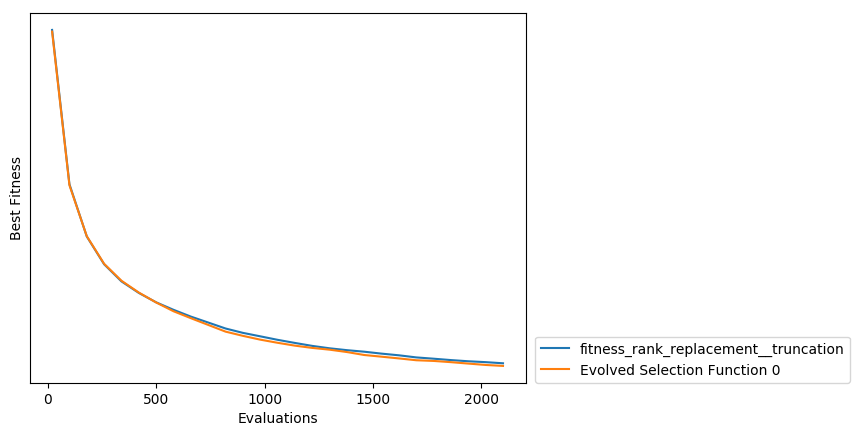 Best Fitness
0
500
1000
1500
2000
Evaluations
fitness_rank_replacement__truncation
Evolved Selection Function 0